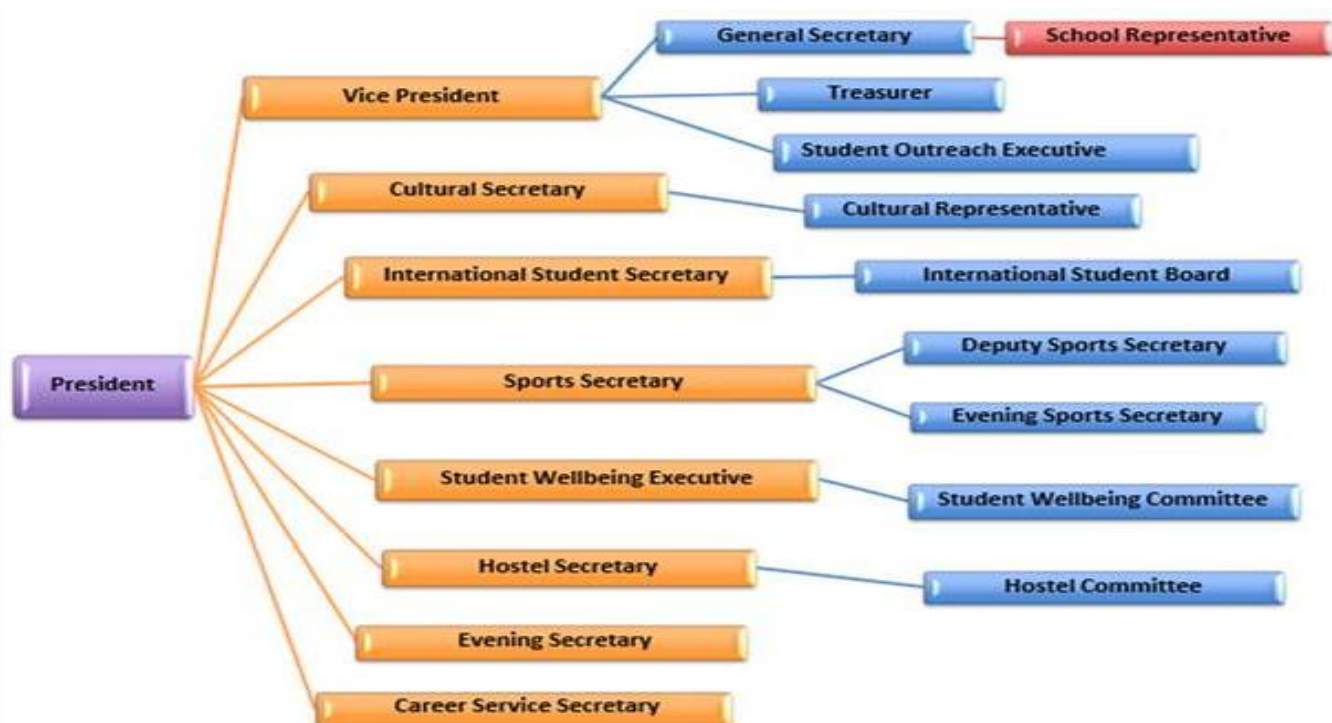 General Secretary
School Representative
Vice President
Treasurer
Student Outreach Executive
Cultural Secretary
Cultural Representative
International Student Secretary
International Student Board
Deputy Sports Secretary
President
Sports Secretary
Evening Sports Secretary
Student Wellbeing Executive
Student Wellbeing Committee
Hostel Secretary
Hostel Committee
Evening Secretary
Career Service Secretary